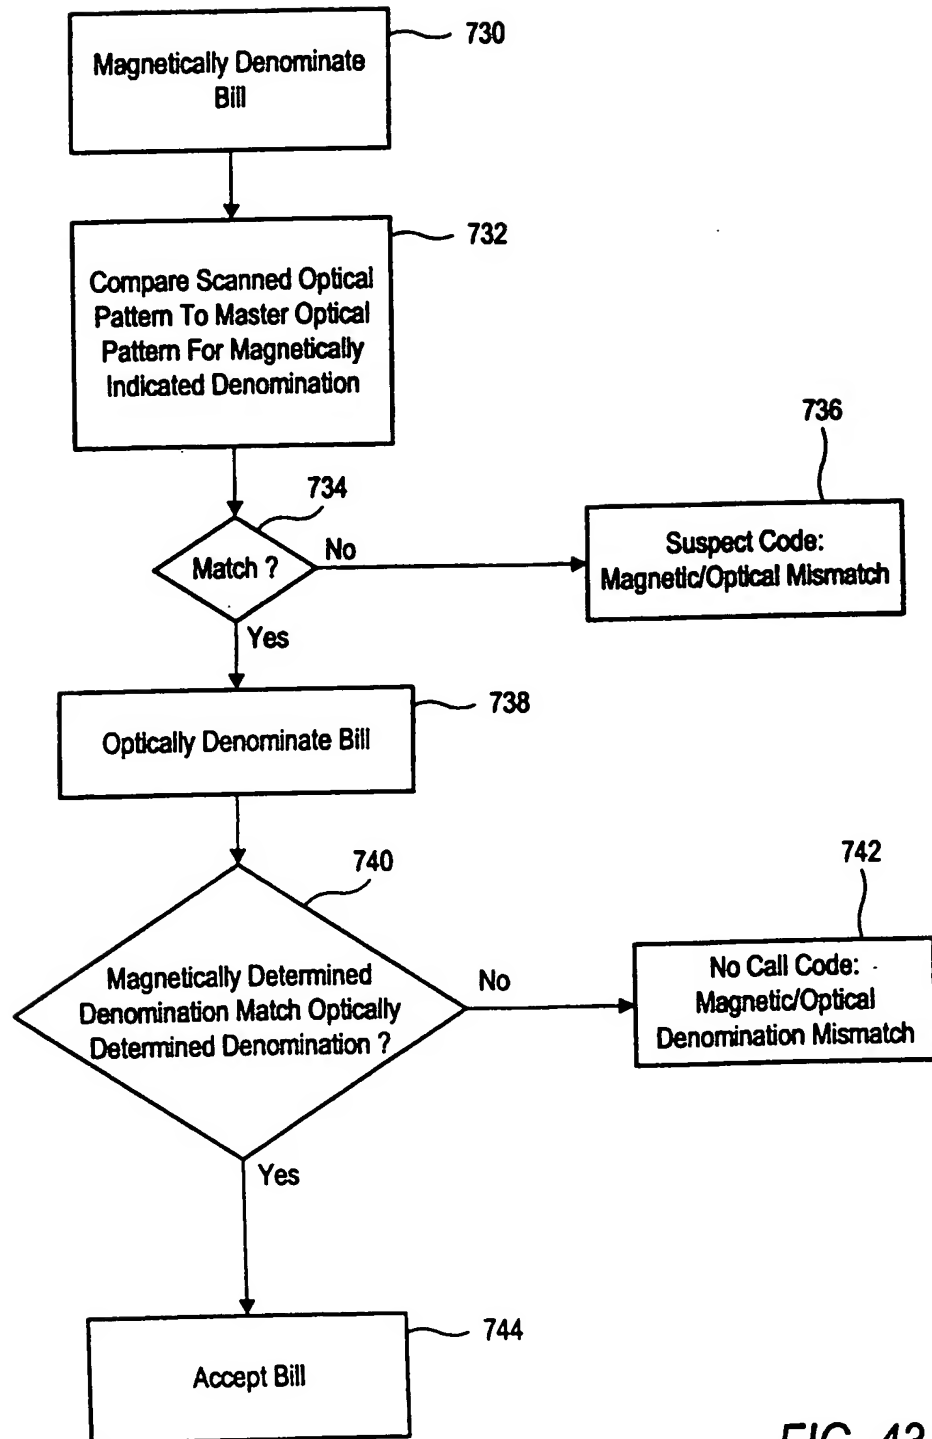 730
Magnetically Denominate
Bill
732
Compare Scanned Optical
Pattern To Master Optical
Pattern For Magnetically
Indicated Denomination
736
734
Match ?
No
Suspect Code:
Magnetic/Optical Mismatch
Yes
738
Optically Denominate Bill
740
742
Magnetically Determined
Denomination Match Optically
Determined Denomination ?
No
No Call Code:
Magnetic/Optical
Denomination Mismatch
Yes
744
Accept Bill
FIG. 43